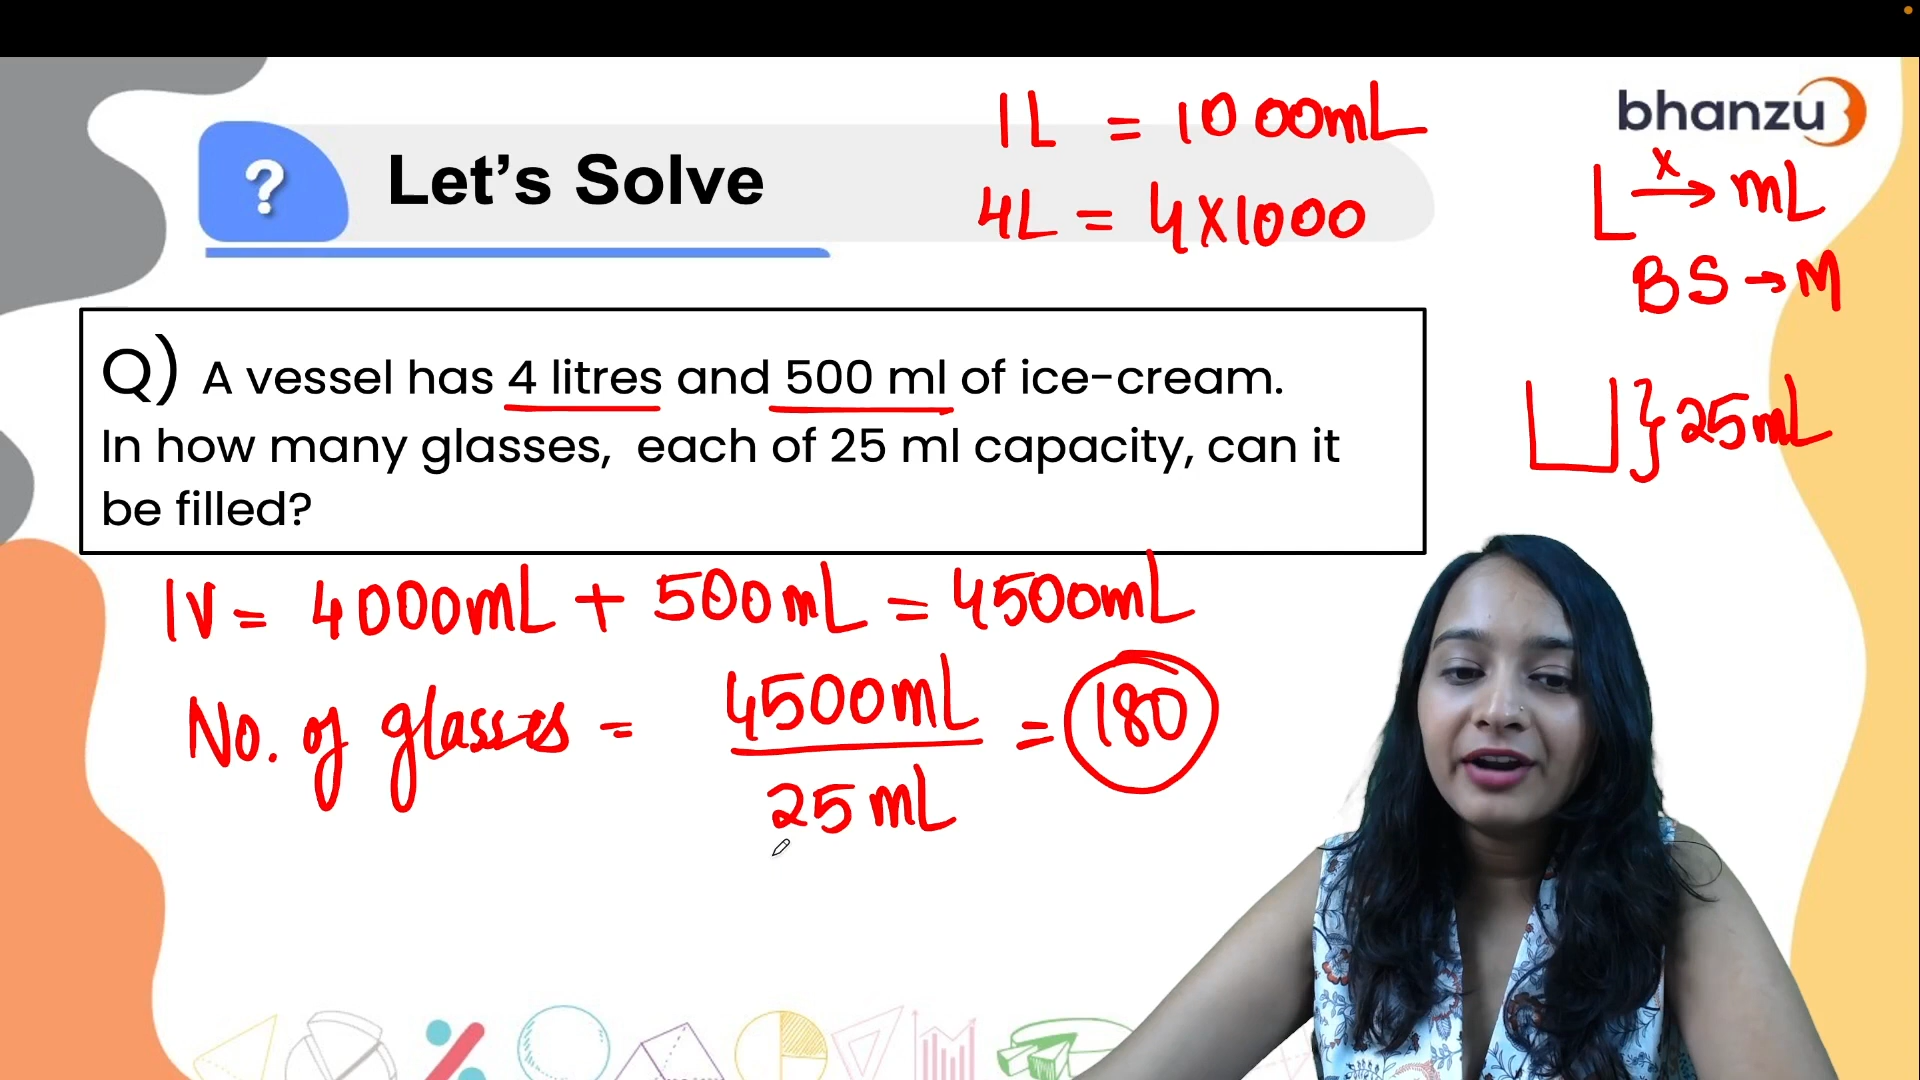 1L = 1000mL
4L = 4x1000
bhanzu
L x→ mL
BS → M
? Let's Solve
Q) A vessel has 4 litres and 500 ml of ice-cream.
In how many glasses, each of 25 ml capacity, can it
be filled?
} 25mL
1V = 4000mL + 500mL = 4500mL
No. of glasses = 4500mL / 25mL = 180